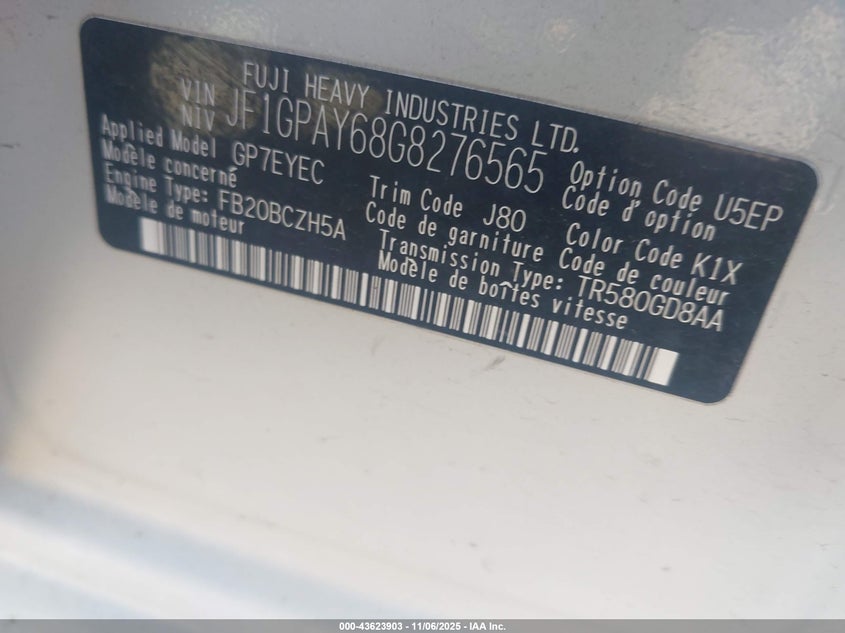 FUJI HEAVY INDUSTRIES LTD.
VIN
NIV JF1GPAY68G8276565
Applied Model GP7EYEC
Modèle concerné
Engine Type: FB20BCZH5A
Modèle de moteur
Trim Code J80
Code de garniture
Transmission Type: TR580GD8AA
Modèle de boîtes vitesse
Option Code U5EP
Code d'option
Color Code K1X
Code de couleur
000-43623903 - 11/06/2025 - IAA Inc.